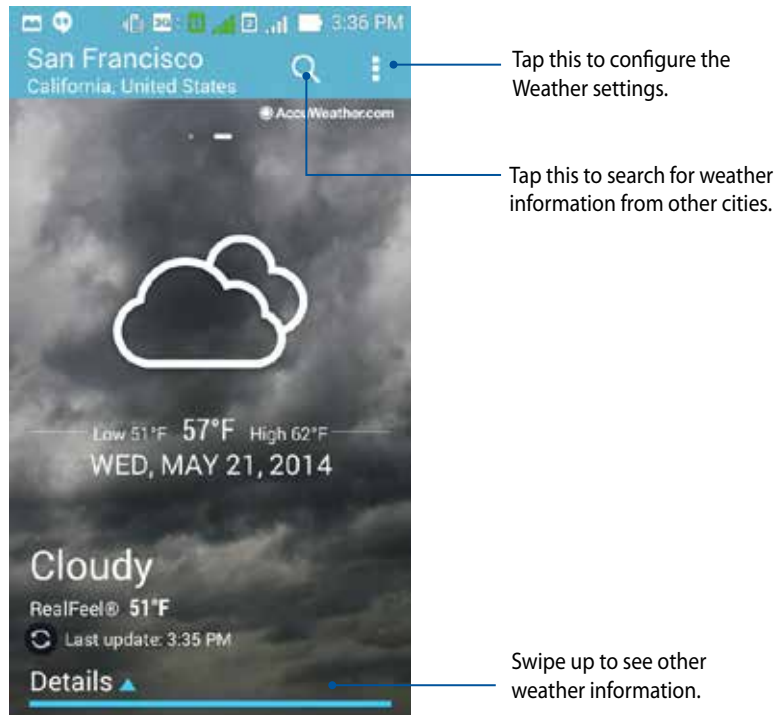 3:36 PM
San Francisco
California, United States
AccuWeather.com
Low 51°F 57°F High 62°F
WED, MAY 21, 2014
Cloudy
RealFeel® 51°F
Last update: 3:35 PM
Details
Tap this to configure the
Weather settings.
Tap this to search for weather
information from other cities.
Swipe up to see other
weather information.